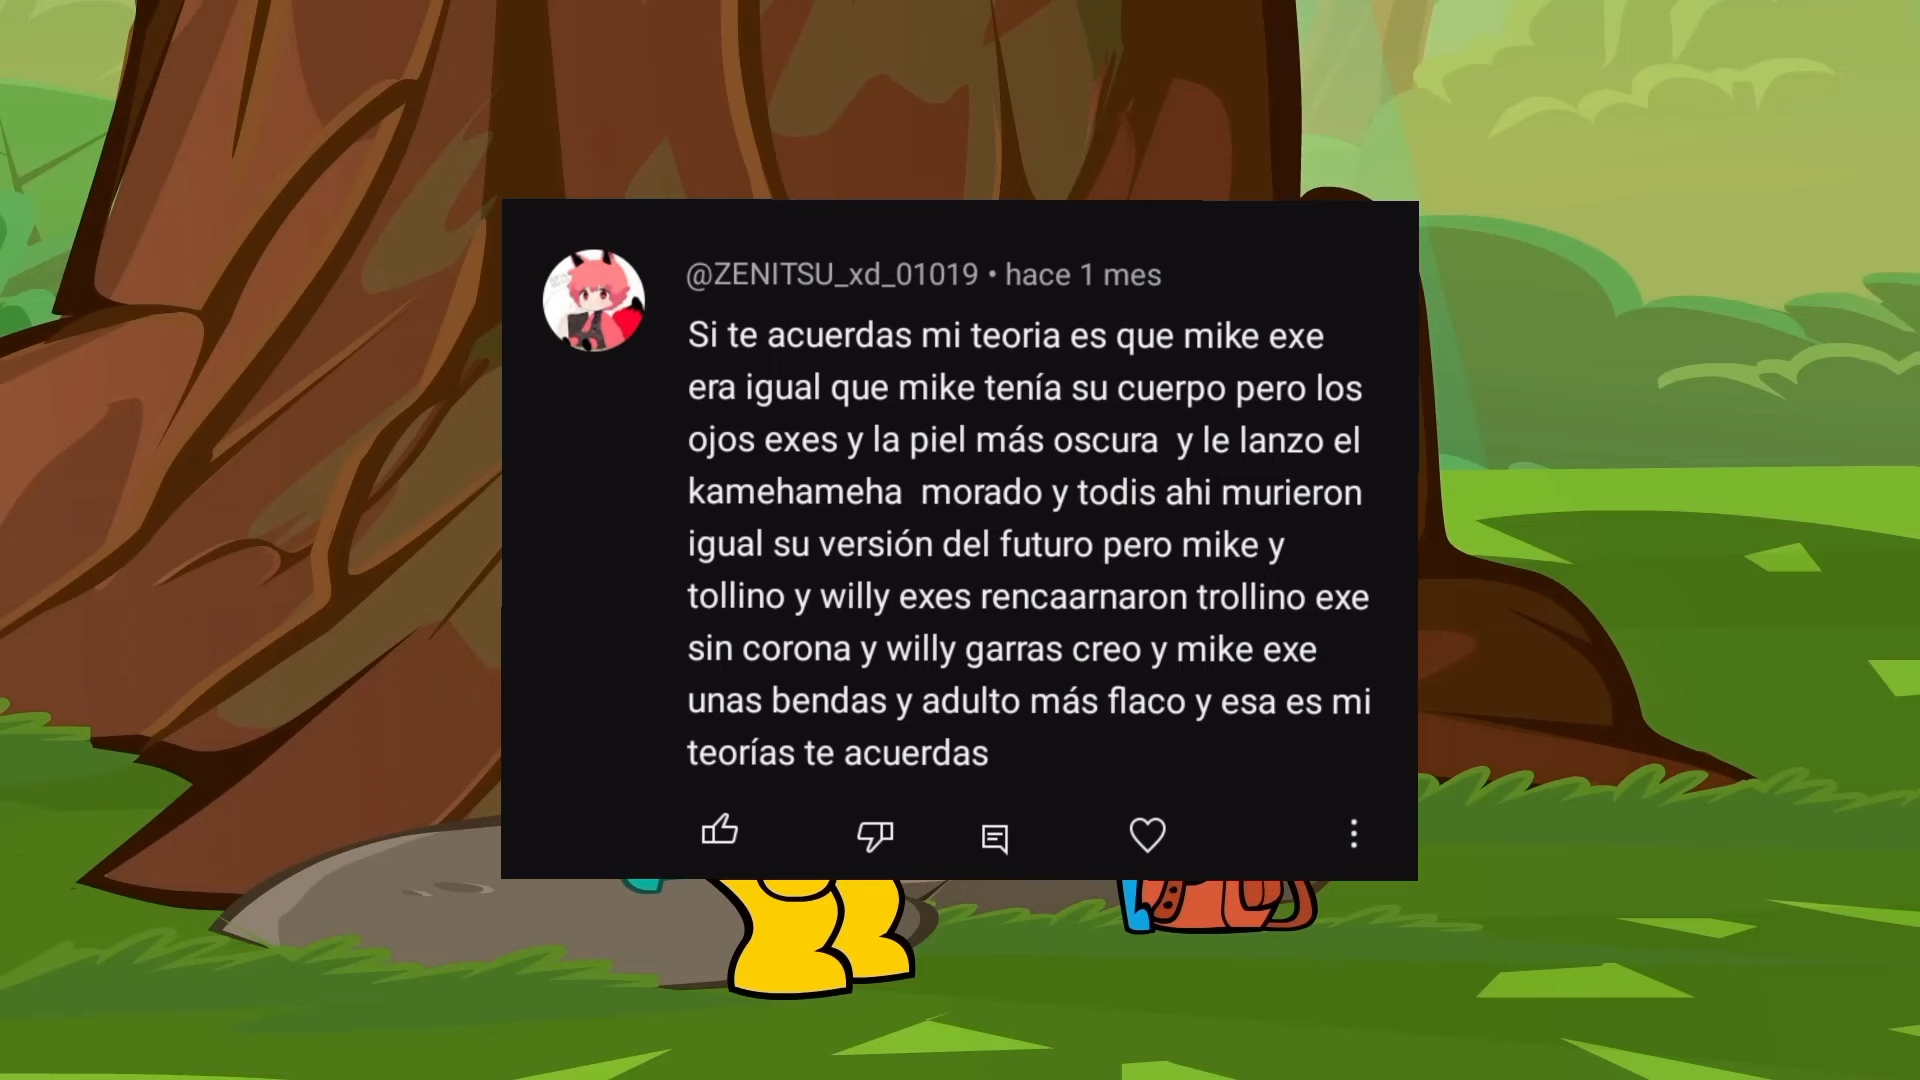 @ZENITSU_xd_01019 • hace 1 mes
Si te acuerdas mi teoria es que mike exe
era igual que mike tenía su cuerpo pero los
ojos exes y la piel más oscura  y le lanzo el
kamehameha  morado y todis ahi murieron
igual su versión del futuro pero mike y
tollino y willy exes rencaarnaron trollino exe
sin corona y willy garras creo y mike exe
unas bendas y adulto más flaco y esa es mi
teorías te acuerdas